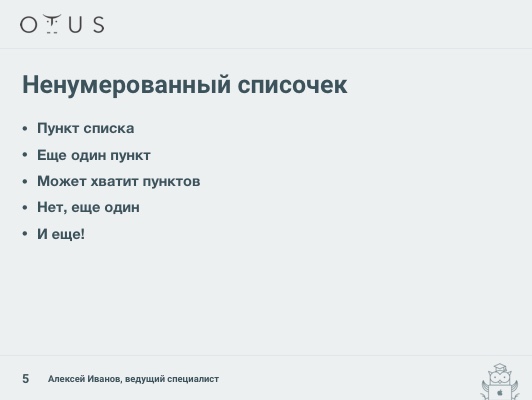 OTUS
Ненумерованный списочек
• Пункт списка
• Еще один пункт
• Может хватит пунктов
• Нет, еще один
• И еще!
5 Алексей Иванов, ведущий специалист